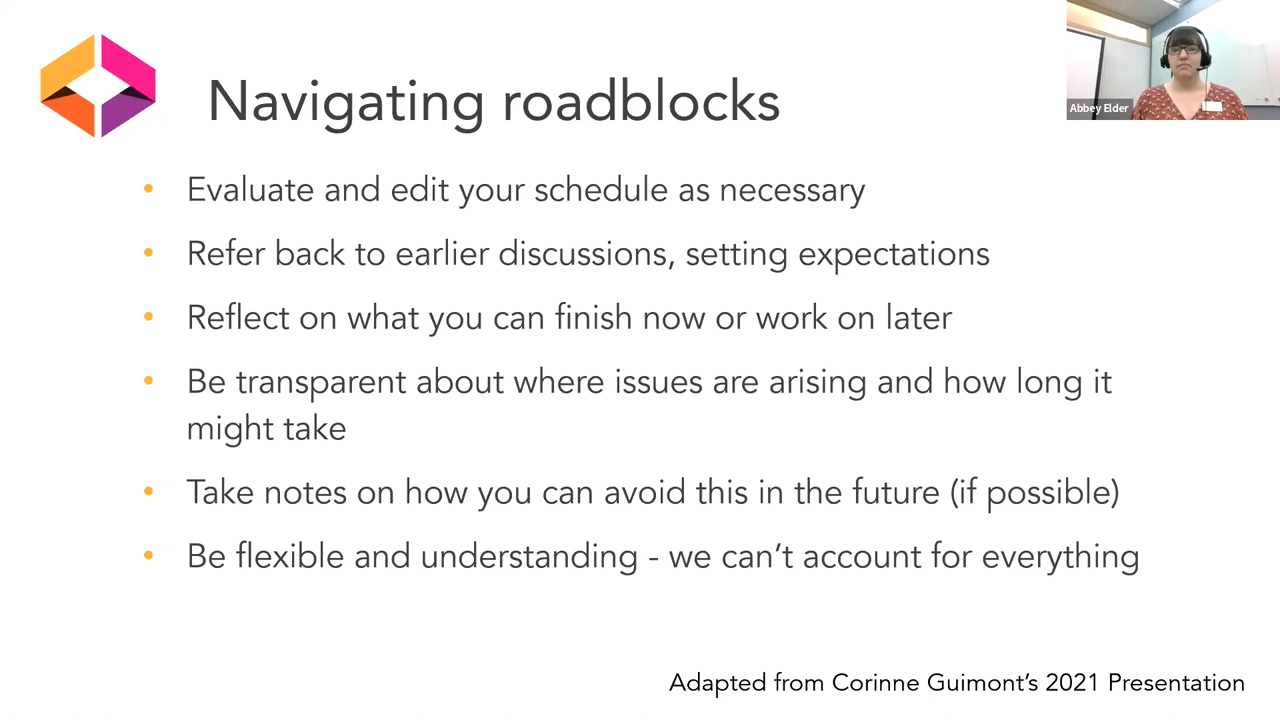 Navigating roadblocks
Abbey Elder
• Evaluate and edit your schedule as necessary
• Refer back to earlier discussions, setting expectations
• Reflect on what you can finish now or work on later
• Be transparent about where issues are arising and how long it
might take
• Take notes on how you can avoid this in the future (if possible)
• Be flexible and understanding - we can't account for everything
Adapted from Corinne Guimont's 2021 Presentation